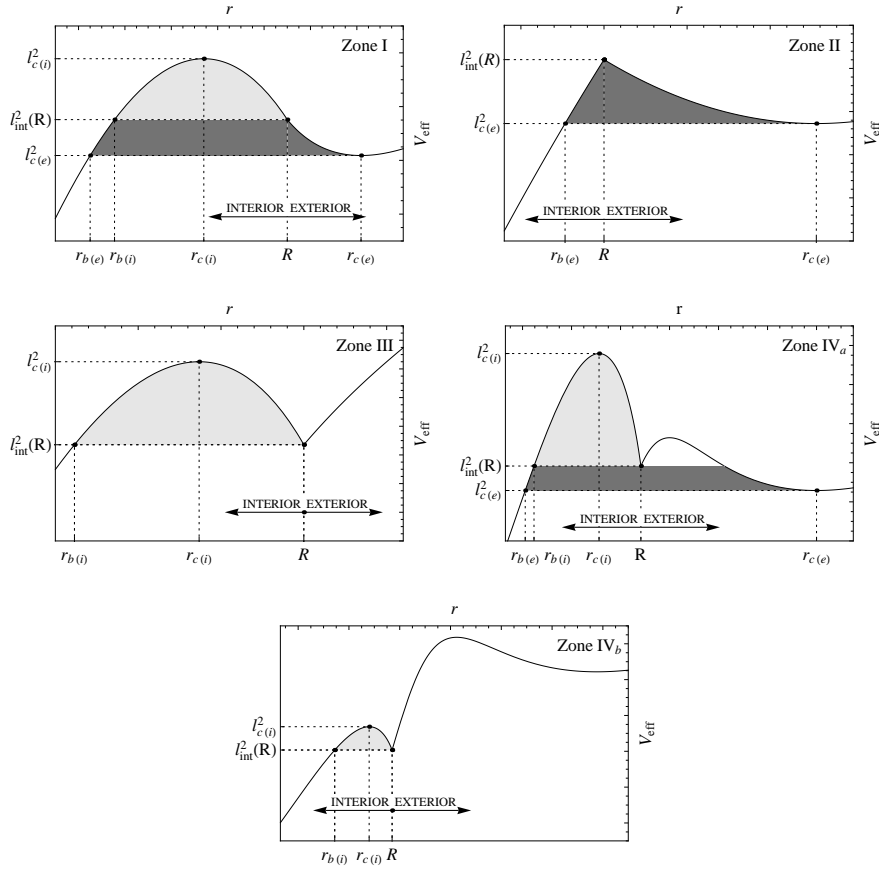 r
r
Zone I
l²c(i)
l²int(R)
l²c(e)
INTERIOR EXTERIOR
Veff
rb(e) rb(i) rc(i) R rc(e)
Zone II
l²int(R)
l²c(e)
INTERIOR EXTERIOR
Veff
rb(e) R rc(e)
r
r
Zone III
l²c(i)
l²int(R)
INTERIOR EXTERIOR
Veff
rb(i) rc(i) R
Zone IVa
l²c(i)
l²int(R)
l²c(e)
INTERIOR EXTERIOR
Veff
rb(e) rb(i) rc(i) R rc(e)
r
Zone IVb
l²c(i)
l²int(R)
INTERIOR EXTERIOR
Veff
rb(i) rc(i) R